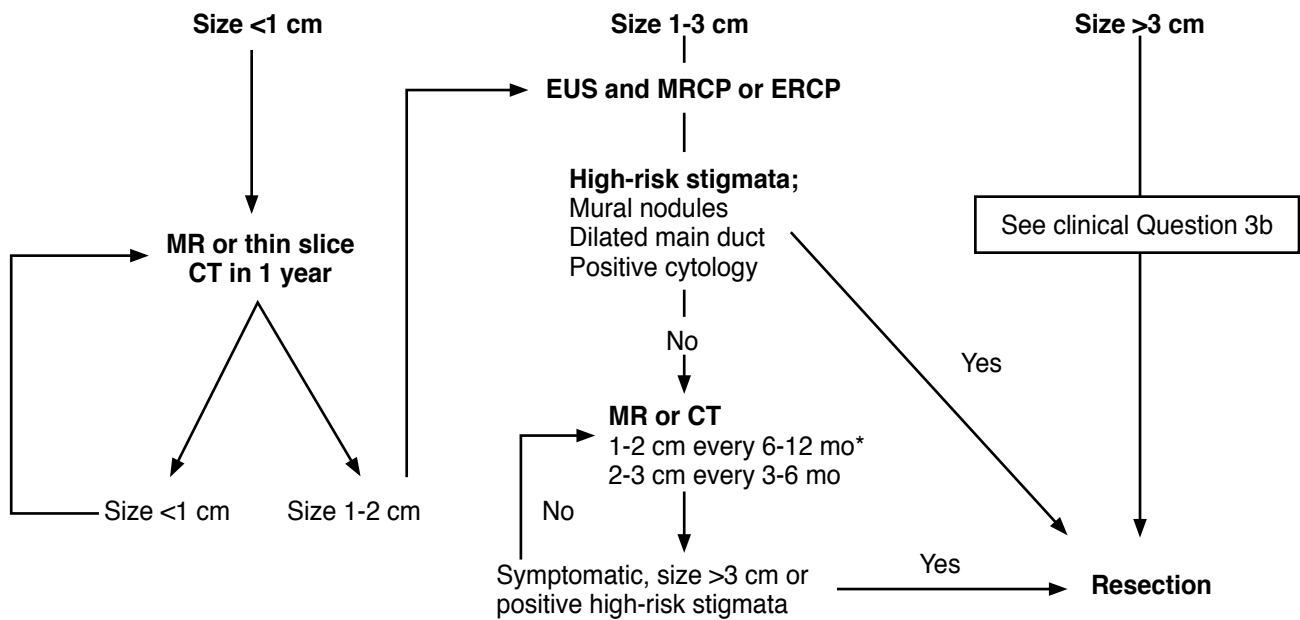 Size <1 cm
Size 1-3 cm
Size >3 cm
EUS and MRCP or ERCP
High-risk stigmata;
Mural nodules
Dilated main duct
Positive cytology
See clinical Question 3b
MR or thin slice
CT in 1 year
No
Yes
MR or CT
1-2 cm every 6-12 mo*
2-3 cm every 3-6 mo
Size <1 cm
Size 1-2 cm
No
Symptomatic, size >3 cm or
positive high-risk stigmata
Yes
Resection